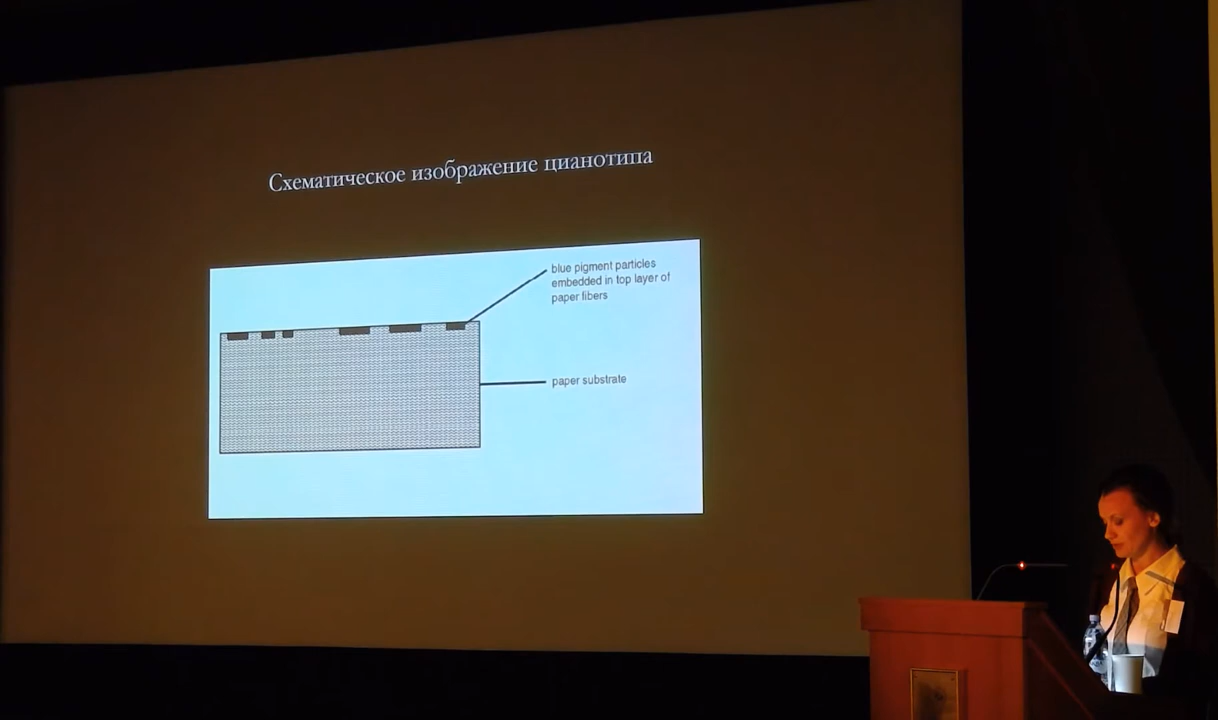 Схематическое изображение цианотипа
blue pigment particles
embedded in top layer of
paper fibers
paper substrate